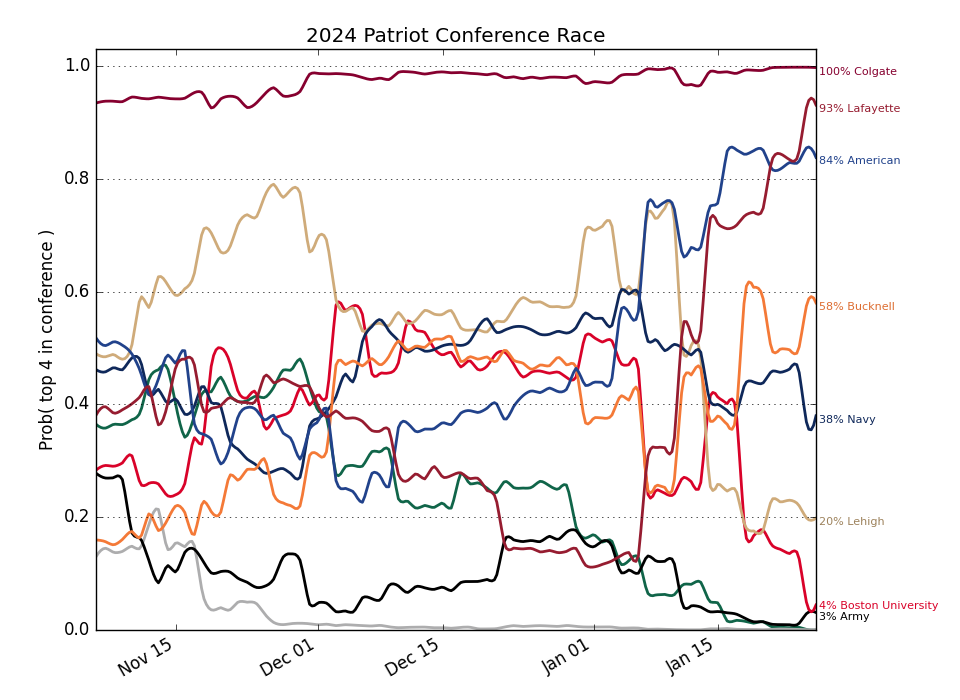 2024 Patriot Conference Race
Prob( top 4 in conference )
1.0
0.8
0.6
0.4
0.2
0.0
Nov 15
Dec 01
Dec 15
Jan 01
Jan 15
100% Colgate
93% Lafayette
84% American
58% Bucknell
38% Navy
20% Lehigh
4% Boston University
3% Army